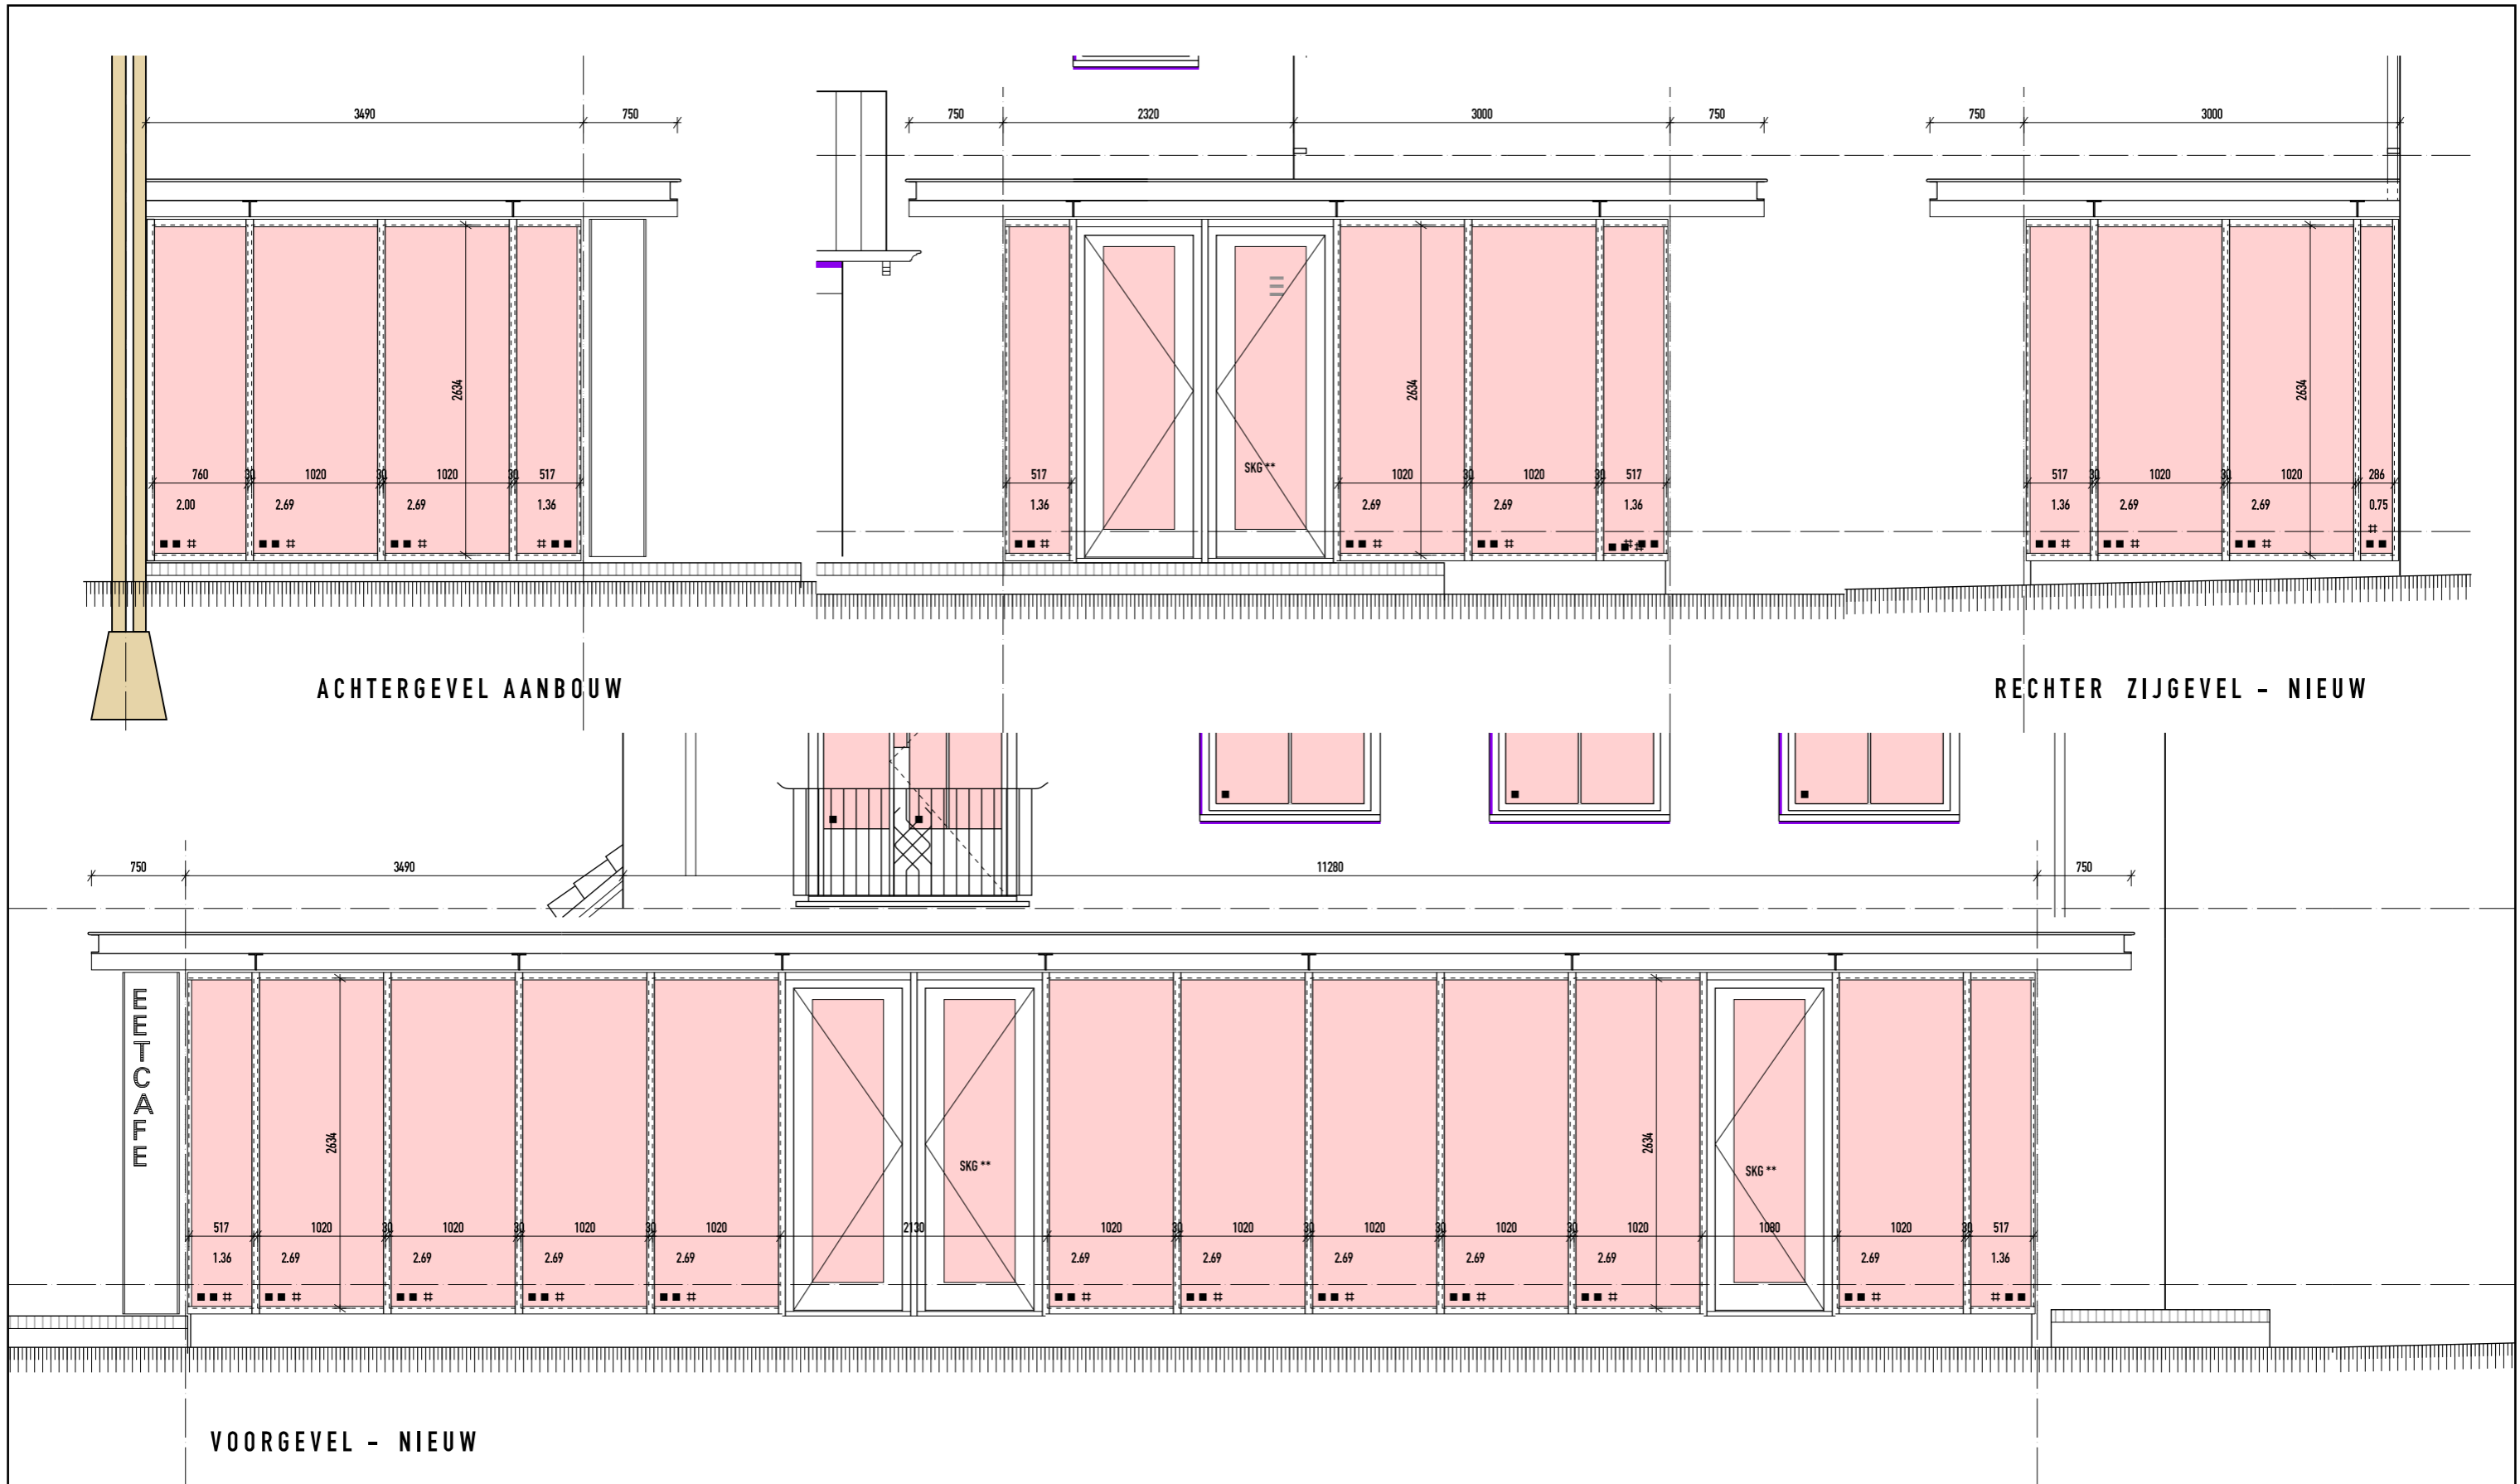 3490 750 750 2320 3000 750 750 3000
2634 2634 2634
SKG **
760 30 1020 30 1020 30 517 517 1020 30 1020 30 517 517 30 1020 30 1020 286
2.00 2.69 2.69 1.36 1.36 2.69 2.69 1.36 1.36 2.69 2.69 0.75
#
# # # # # # # # # # #
ACHTERGEVEL AANBOUW
RECHTER ZIJGEVEL - NIEUW
750 3490 11280 750
EETCAFE
2634 2634
SKG ** SKG **
517 1020 30 1020 30 1020 30 1020 2130 1020 30 1020 30 1020 30 1020 30 1020 1080 1020 30 517
1.36 2.69 2.69 2.69 2.69 2.69 2.69 2.69 2.69 2.69 2.69 1.36
# # # # # # # # # # # #
VOORGEVEL - NIEUW